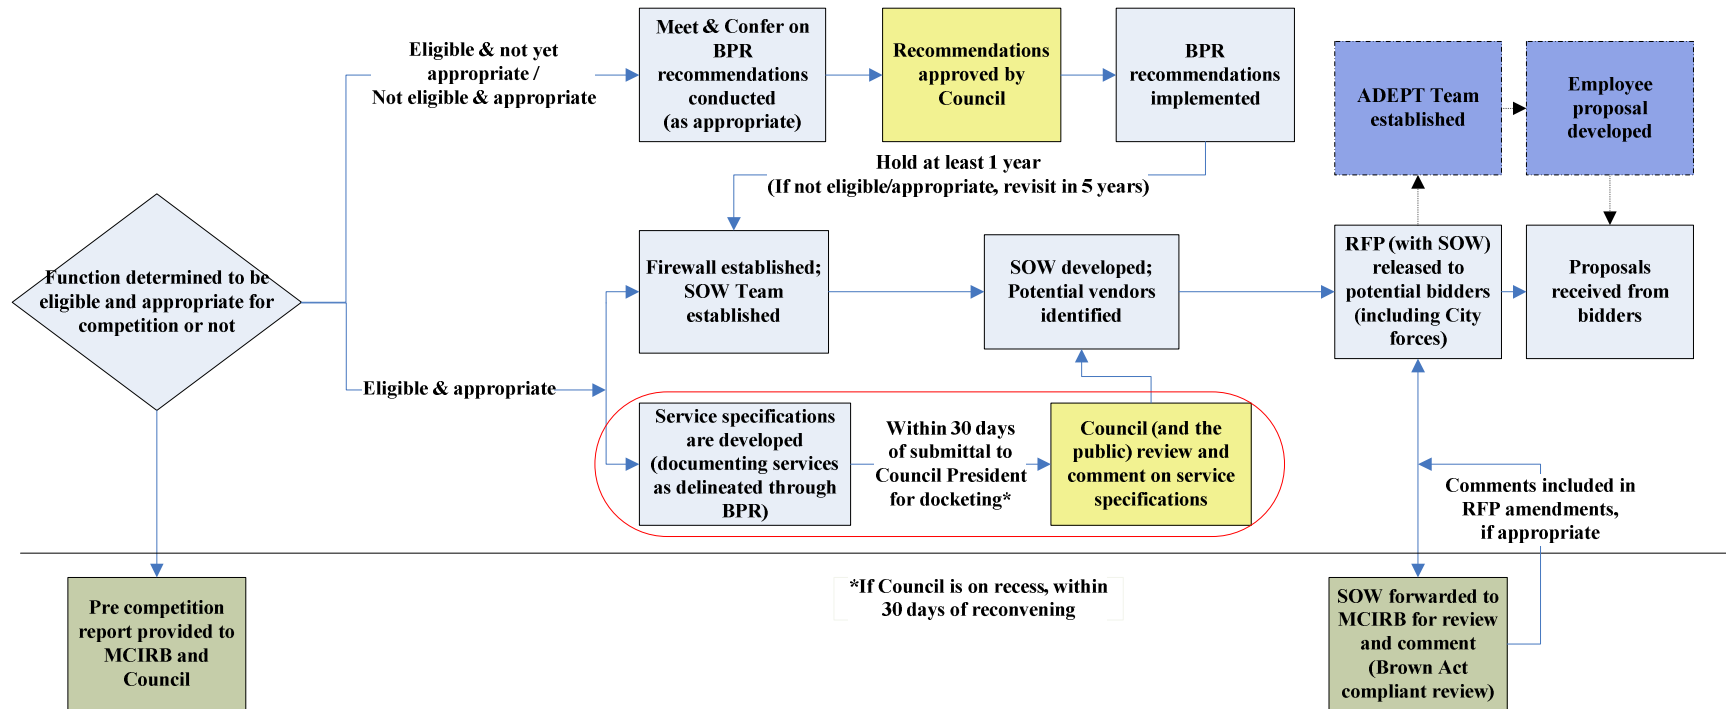 Eligible & not yet
appropriate /
Not eligible & appropriate
Meet & Confer on
BPR
recommendations
conducted
(as appropriate)
Recommendations
approved by
Council
BPR
recommendations
implemented
ADEPT Team
established
Employee
proposal
developed
Hold at least 1 year
(If not eligible/appropriate, revisit in 5 years)
Function determined to be
eligible and appropriate for
competition or not
Firewall established;
SOW Team
established
SOW developed;
Potential vendors
identified
RFP (with SOW)
released to
potential bidders
(including City
forces)
Proposals
received from
bidders
Eligible & appropriate
Service specifications
are developed
(documenting services
as delineated through
BPR)
Within 30 days
of submittal to
Council President
for docketing*
Council (and the
public) review and
comment on service
specifications
Comments included in
RFP amendments,
if appropriate
Pre competition
report provided to
MCIRB and
Council
*If Council is on recess, within
30 days of reconvening
SOW forwarded to
MCIRB for review
and comment
(Brown Act
compliant review)